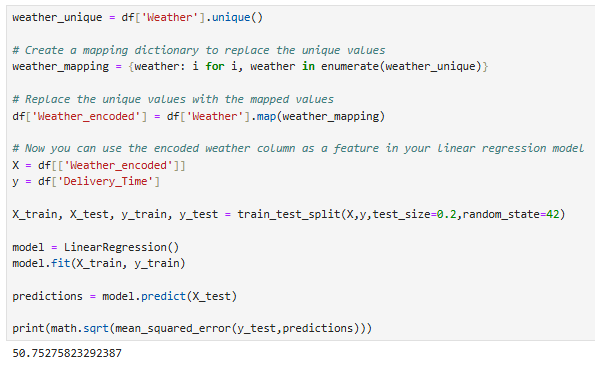 weather_unique = df['Weather'].unique()
# Create a mapping dictionary to replace the unique values
weather_mapping = {weather: i for i, weather in enumerate(weather_unique)}
# Replace the unique values with the mapped values
df['Weather_encoded'] = df['Weather'].map(weather_mapping)
# Now you can use the encoded weather column as a feature in your linear regression model
X = df[['Weather_encoded']]
y = df['Delivery_Time']
X_train, X_test, y_train, y_test = train_test_split(X,y,test_size=0.2,random_state=42)
model = LinearRegression()
model.fit(X_train, y_train)
predictions = model.predict(X_test)
print(math.sqrt(mean_squared_error(y_test,predictions)))
50.75275823292387